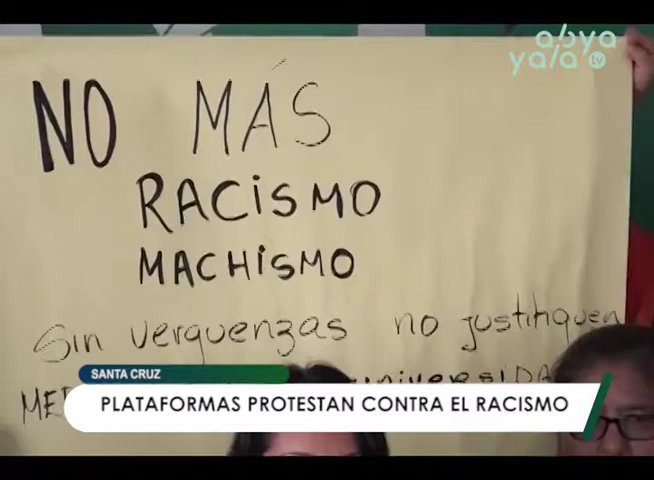 abya
yala tv
NO MÁS
RACISMO
MACHISMO
Sin verguenzas no justifiquen
SANTA CRUZ
PLATAFORMAS PROTESTAN CONTRA EL RACISMO